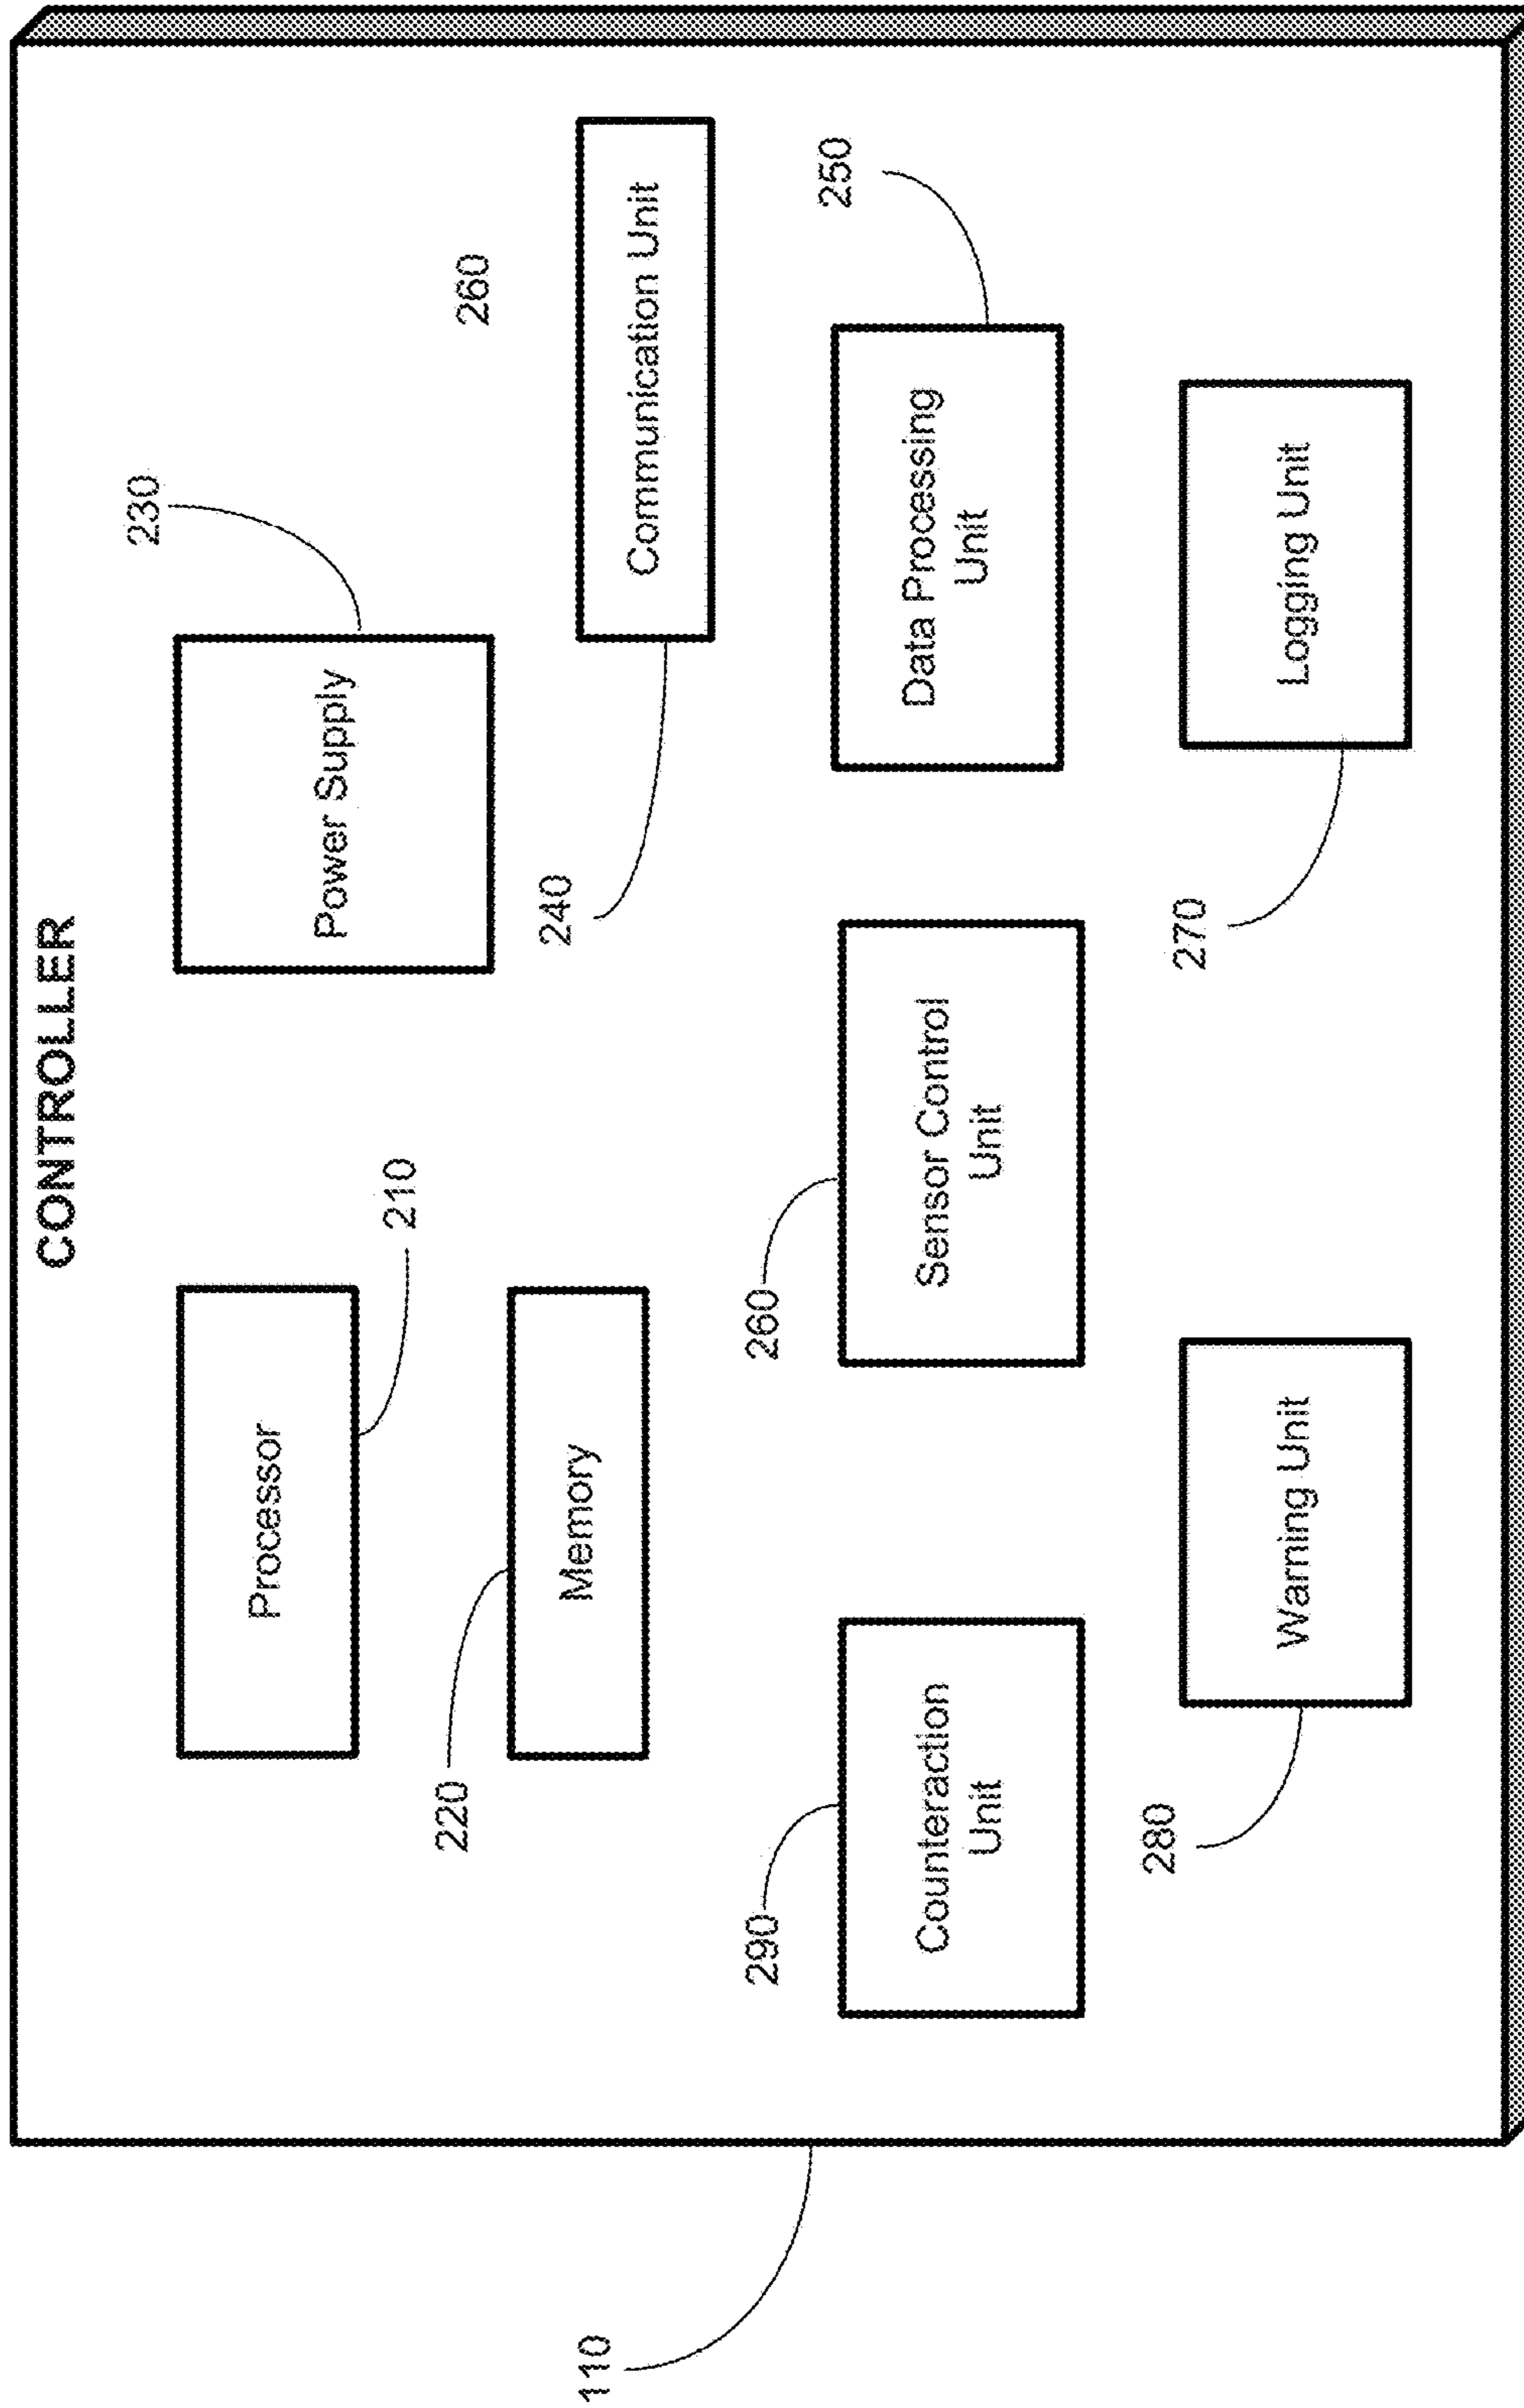 CONTROLLER
230
Processor
Power Supply
210
260
220
Memory
240
Communication Unit
290
260
250
Counteraction
Unit
Sensor Control
Unit
Data Processing
Unit
110
280
270
Warning Unit
Logging Unit